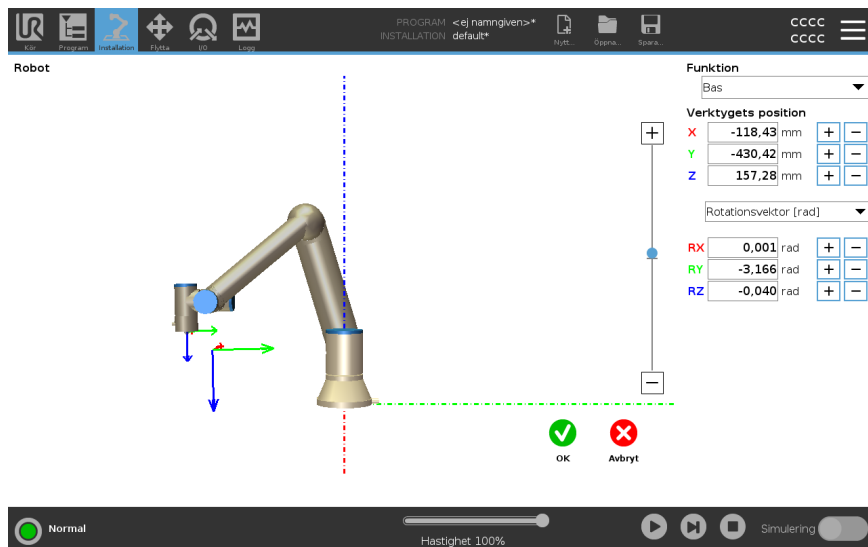 UR
Kör
Program
Installation
Flytta
I/O
Logg
PROGRAM <ej namngiven>*
INSTALLATION default*
Nytt...
Öppna...
Spara...
CCCC
CCCC
Robot
Funktion
Bas
Verktygets position
X -118,43 mm + −
Y -430,42 mm + −
Z 157,28 mm + −
Rotationsvektor [rad]
RX 0,001 rad + −
RY -3,166 rad + −
RZ -0,040 rad + −
+
−
OK
Avbryt
Normal
Hastighet 100%
Simulering